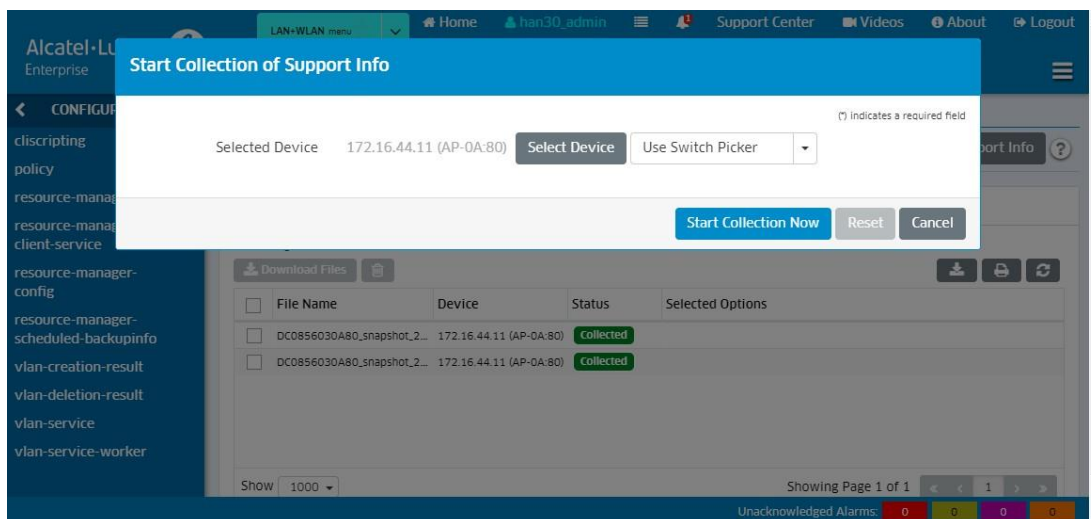 LAN+WLAN menu
Home
han30_admin
Support Center
Videos
About
Logout
Alcatel·Lu
Enterprise
Start Collection of Support Info
(*) indicates a required field
Selected Device 172.16.44.11 (AP-0A:80) Select Device Use Switch Picker
Start Collection Now Reset Cancel
CONFIGUR
cliscripting
policy
resource-manag
resource-manag
client-service
resource-manager-
config
resource-manager-
scheduled-backupinfo
vlan-creation-result
vlan-deletion-result
vlan-service
vlan-service-worker
port Info ?
Download Files
File Name Device Status Selected Options
DC0856030A80_snapshot_2... 172.16.44.11 (AP-0A:80) Collected
DC0856030A80_snapshot_2... 172.16.44.11 (AP-0A:80) Collected
Show 1000 Showing Page 1 of 1 « < 1 > »
Unacknowledged Alarms: 0 0 0 0